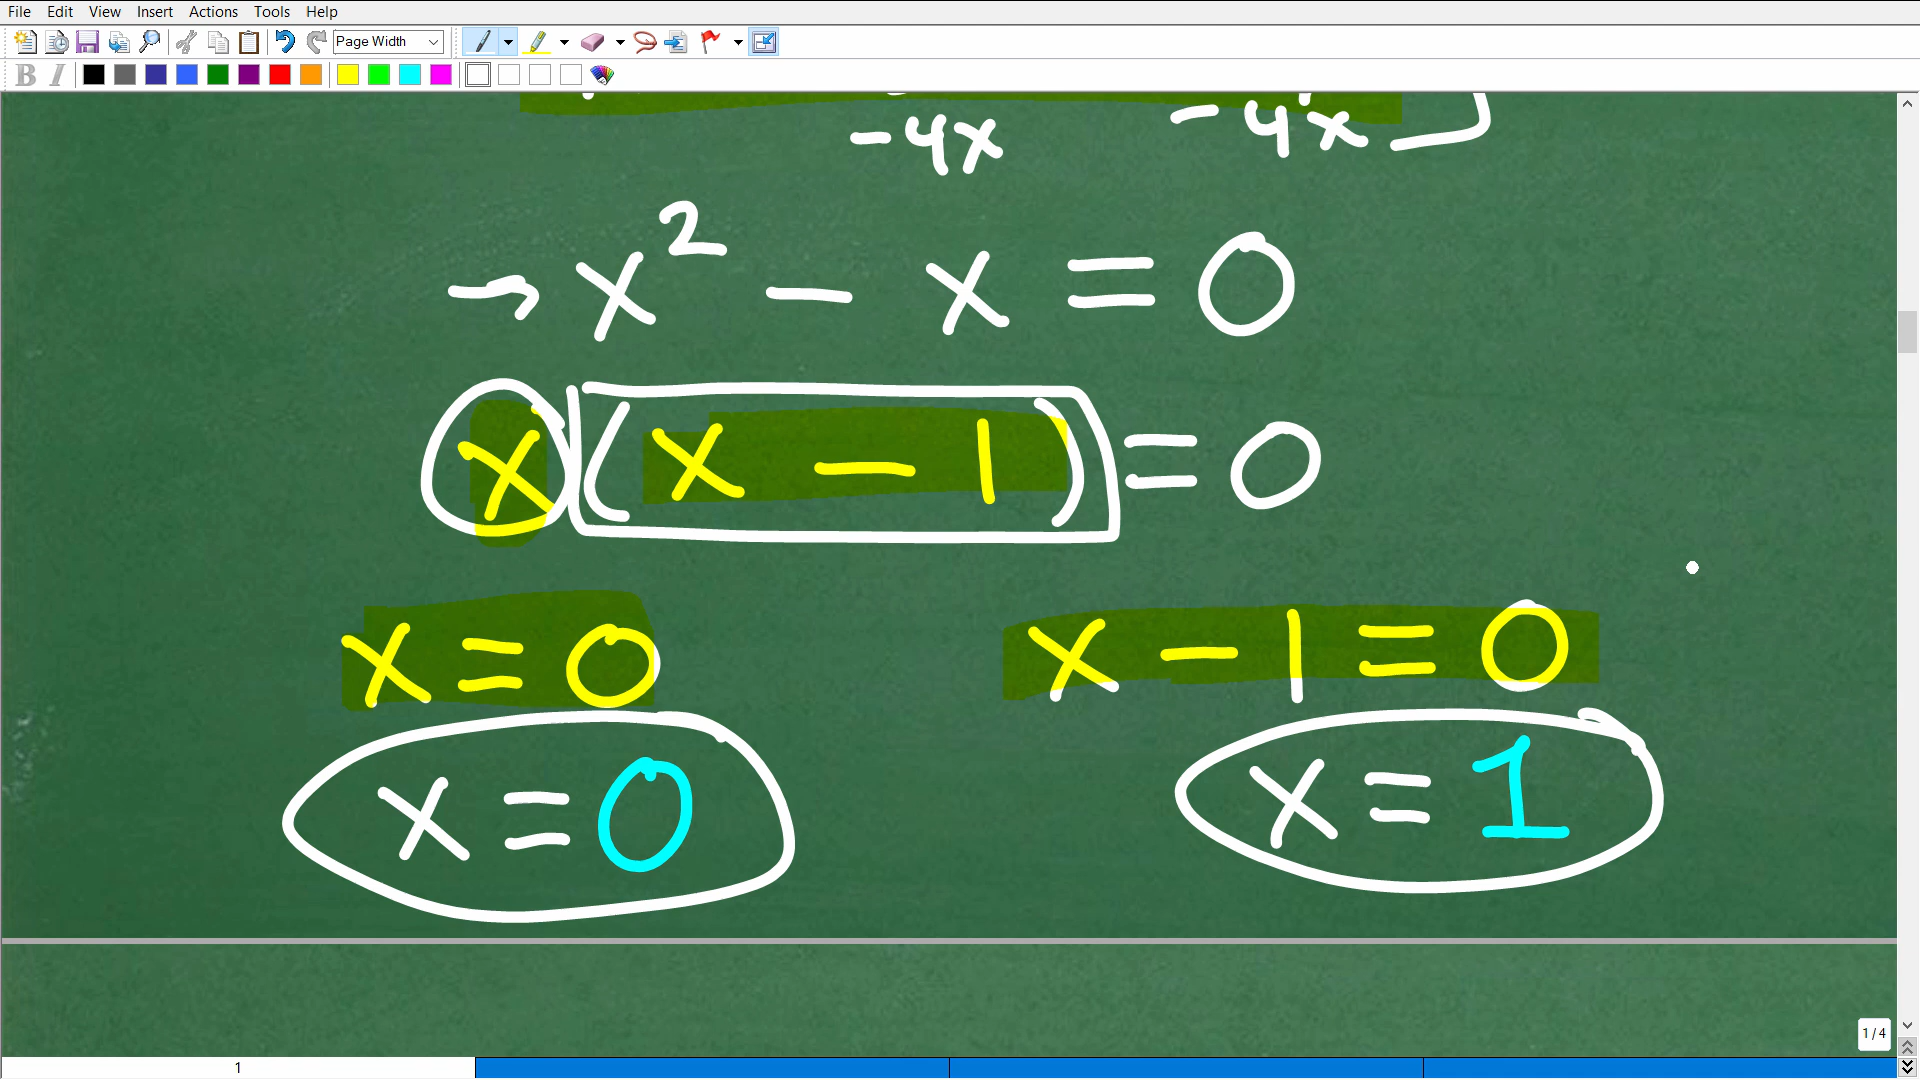 File Edit View Insert Actions Tools Help
Page Width
B I
-4x -4x
→ x² - x = 0
x (x - 1) = 0
x = 0 x - 1 = 0
x = 0 x = 1
1 / 4
1